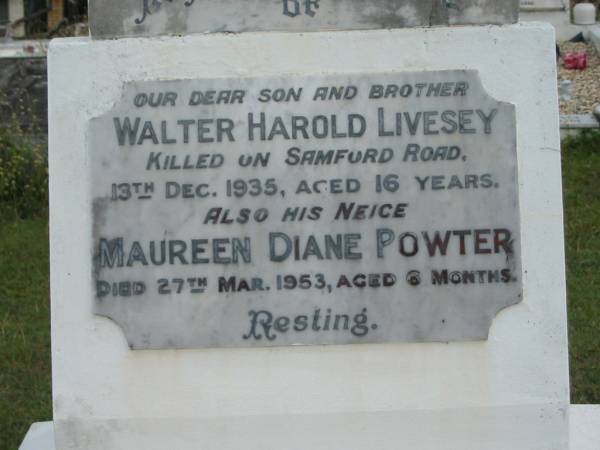 OF
OUR DEAR SON AND BROTHER
WALTER HAROLD LIVESEY
KILLED ON SAMFORD ROAD,
13TH DEC. 1935, AGED 16 YEARS.
ALSO HIS NEICE
MAUREEN DIANE POWTER
DIED 27TH MAR. 1953, AGED 6 MONTHS.
Resting.